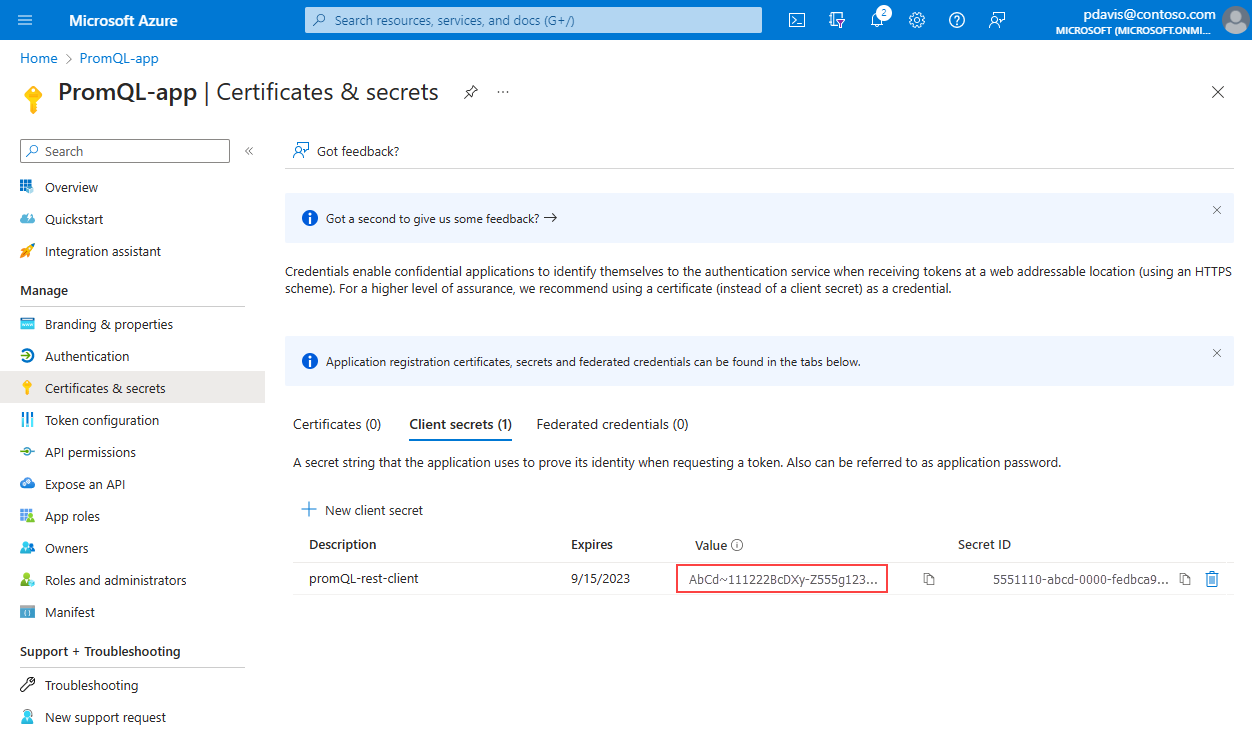 Microsoft Azure
Search resources, services, and docs (G+/)
2
pdavis@contoso.com
MICROSOFT (MICROSOFT.ONMI...
Home > PromQL-app
PromQL-app | Certificates & secrets
Search
«
Overview
Quickstart
Integration assistant
Manage
Branding & properties
Authentication
Certificates & secrets
Token configuration
API permissions
Expose an API
App roles
Owners
Roles and administrators
Manifest
Support + Troubleshooting
Troubleshooting
New support request
Got feedback?
Got a second to give us some feedback? →
Credentials enable confidential applications to identify themselves to the authentication service when receiving tokens at a web addressable location (using an HTTPS
scheme). For a higher level of assurance, we recommend using a certificate (instead of a client secret) as a credential.
Application registration certificates, secrets and federated credentials can be found in the tabs below.
Certificates (0) Client secrets (1) Federated credentials (0)
A secret string that the application uses to prove its identity when requesting a token. Also can be referred to as application password.
New client secret
Description Expires Value Secret ID
promQL-rest-client 9/15/2023 AbCd~111222BcDXy-Z555g123... 5551110-abcd-0000-fedbca9...